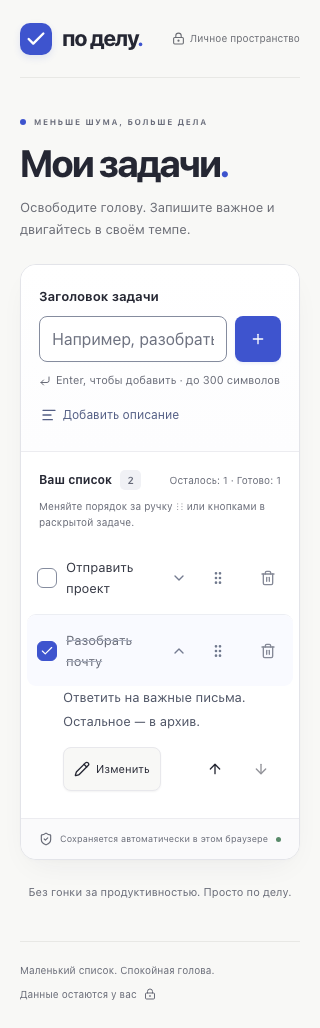 по делу.
Личное пространство
МЕНЬШЕ ШУМА, БОЛЬШЕ ДЕЛА
Мои задачи.
Освободите голову. Запишите важное и
двигайтесь в своём темпе.
Заголовок задачи
Например, разобрать
+
Enter, чтобы добавить · до 300 символов
Добавить описание
Ваш список 2
Осталось: 1 · Готово: 1
Меняйте порядок за ручку ⠿ или кнопками в
раскрытой задаче.
Отправить
проект
Разобрать
почту
Ответить на важные письма.
Остальное — в архив.
Изменить
Сохраняется автоматически в этом браузере
Без гонки за продуктивностью. Просто по делу.
Маленький список. Спокойная голова.
Данные остаются у вас